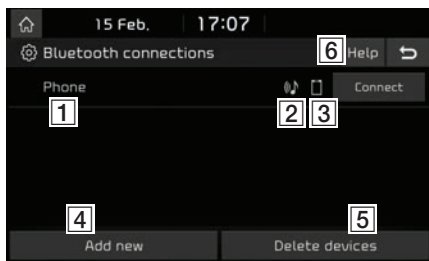 15 Feb. 17:07
Bluetooth connections 6 Help
Phone Connect
1 2 3
4 5
Add new Delete devices